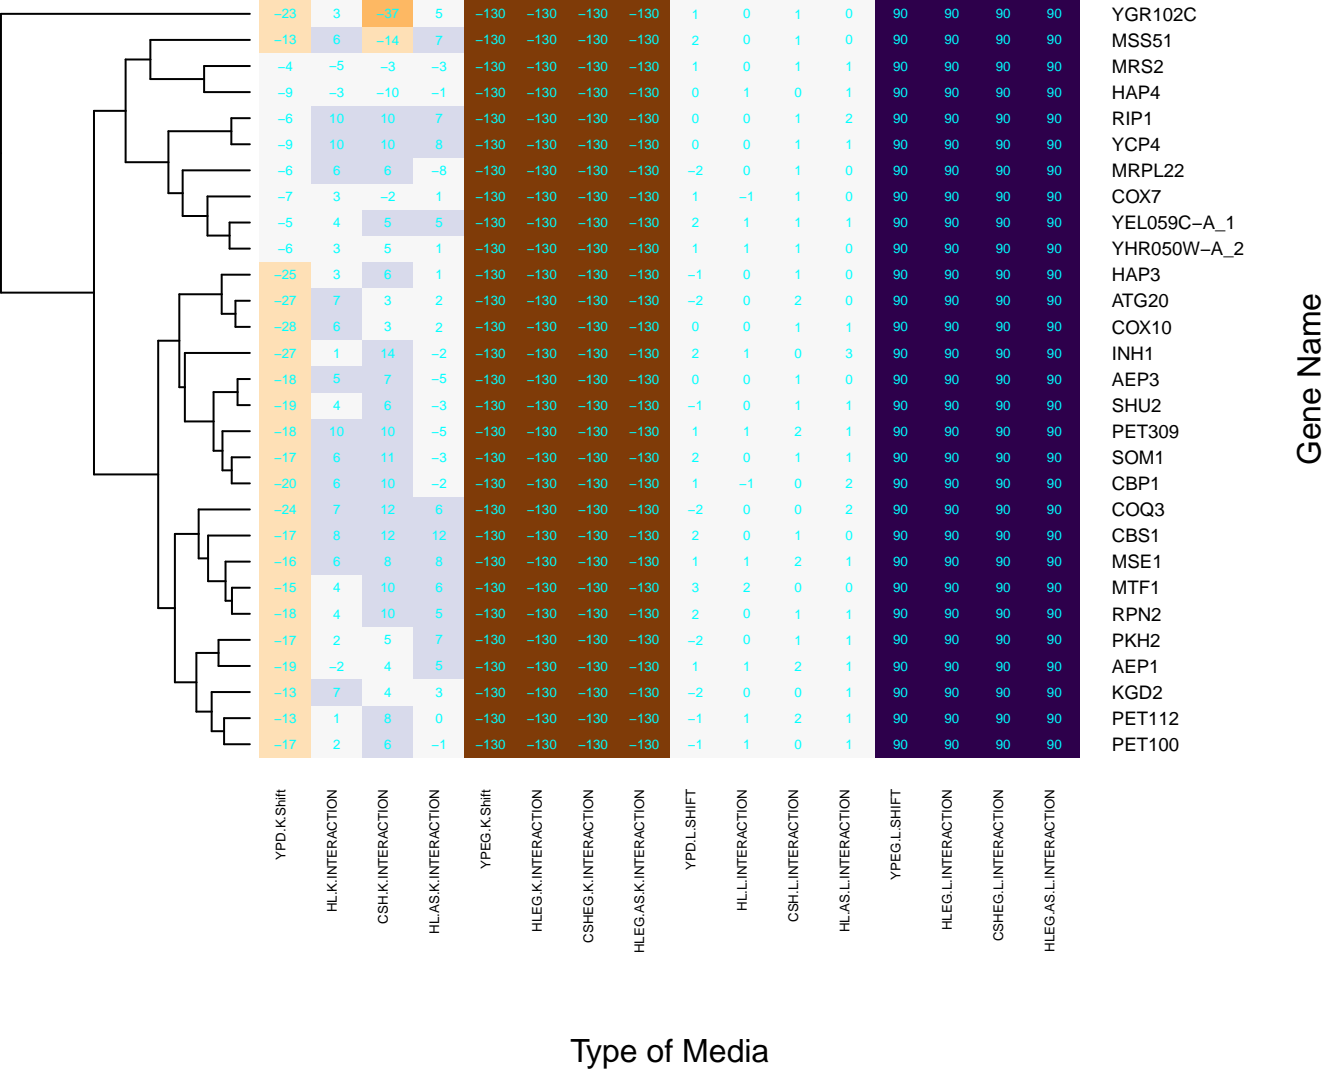 −23 3 −37 5 −130 −130 −130 −130 1 0 1 0 90 90 90 90 YGR102C
−13 6 −14 7 −130 −130 −130 −130 2 0 1 0 90 90 90 90 MSS51
−4 −5 −3 −3 −130 −130 −130 −130 1 0 1 1 90 90 90 90 MRS2
−9 −3 −10 −1 −130 −130 −130 −130 0 1 0 1 90 90 90 90 HAP4
−6 10 10 7 −130 −130 −130 −130 0 0 1 2 90 90 90 90 RIP1
−9 10 10 8 −130 −130 −130 −130 0 0 1 1 90 90 90 90 YCP4
−6 6 6 −8 −130 −130 −130 −130 −2 0 1 0 90 90 90 90 MRPL22
−7 3 −2 1 −130 −130 −130 −130 1 −1 1 0 90 90 90 90 COX7
−5 4 5 5 −130 −130 −130 −130 2 1 1 1 90 90 90 90 YEL059C−A_1
−6 3 5 1 −130 −130 −130 −130 1 1 1 0 90 90 90 90 YHR050W−A_2
−25 3 6 1 −130 −130 −130 −130 −1 0 1 0 90 90 90 90 HAP3
−27 7 3 2 −130 −130 −130 −130 −2 0 2 0 90 90 90 90 ATG20
−28 6 3 2 −130 −130 −130 −130 0 0 1 1 90 90 90 90 COX10
−27 1 14 −2 −130 −130 −130 −130 2 1 0 3 90 90 90 90 INH1
−18 5 7 −5 −130 −130 −130 −130 0 0 1 0 90 90 90 90 AEP3
−19 4 6 −3 −130 −130 −130 −130 −1 0 1 1 90 90 90 90 SHU2
−18 10 10 −5 −130 −130 −130 −130 1 1 2 1 90 90 90 90 PET309
−17 6 11 −3 −130 −130 −130 −130 2 0 1 1 90 90 90 90 SOM1
−20 6 10 −2 −130 −130 −130 −130 1 −1 0 2 90 90 90 90 CBP1
−24 7 12 6 −130 −130 −130 −130 −2 0 0 2 90 90 90 90 COQ3
−17 8 12 12 −130 −130 −130 −130 2 0 1 0 90 90 90 90 CBS1
−16 6 8 8 −130 −130 −130 −130 1 1 2 1 90 90 90 90 MSE1
−15 4 10 6 −130 −130 −130 −130 3 2 0 0 90 90 90 90 MTF1
−18 4 10 5 −130 −130 −130 −130 2 0 1 1 90 90 90 90 RPN2
−17 2 5 7 −130 −130 −130 −130 −2 0 1 1 90 90 90 90 PKH2
−19 −2 4 5 −130 −130 −130 −130 1 1 2 1 90 90 90 90 AEP1
−13 7 4 3 −130 −130 −130 −130 −2 0 0 1 90 90 90 90 KGD2
−13 1 8 0 −130 −130 −130 −130 −1 1 2 1 90 90 90 90 PET112
−17 2 6 −1 −130 −130 −130 −130 −1 1 0 1 90 90 90 90 PET100
Gene Name
YPD.K.Shift
HL.K.INTERACTION
CSH.K.INTERACTION
HL.AS.K.INTERACTION
YPEG.K.Shift
HLEG.K.INTERACTION
CSHEG.K.INTERACTION
HLEG.AS.K.INTERACTION
YPD.L.SHIFT
HL.L.INTERACTION
CSH.L.INTERACTION
HL.AS.L.INTERACTION
YPEG.L.SHIFT
HLEG.L.INTERACTION
CSHEG.L.INTERACTION
HLEG.AS.L.INTERACTION
Type of Media